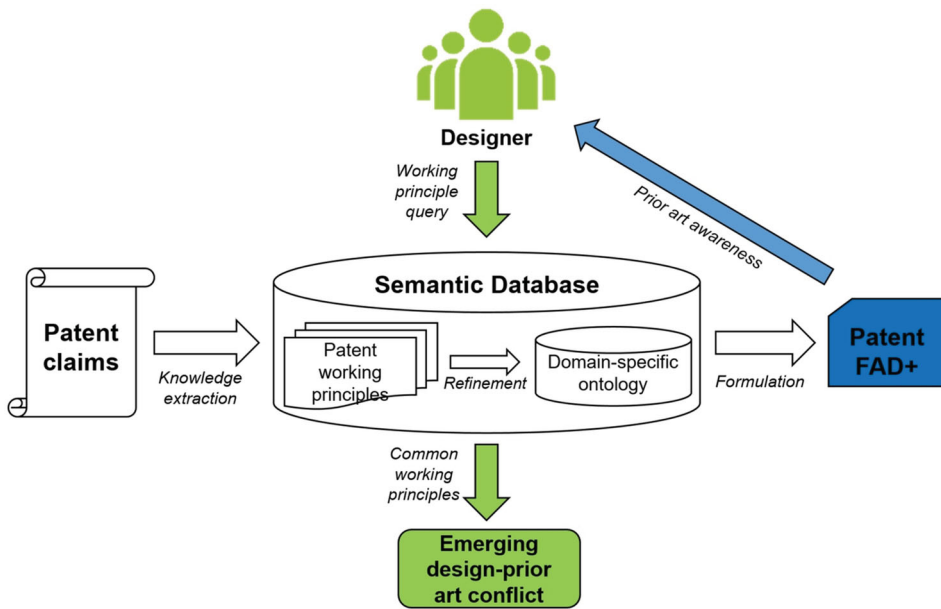 Designer
Working
principle
query
Prior art awareness
Semantic Database
Patent
claims
Knowledge
extraction
Patent
working
principles
Refinement
Domain-specific
ontology
Formulation
Patent
FAD+
Common
working
principles
Emerging
design-prior
art conflict